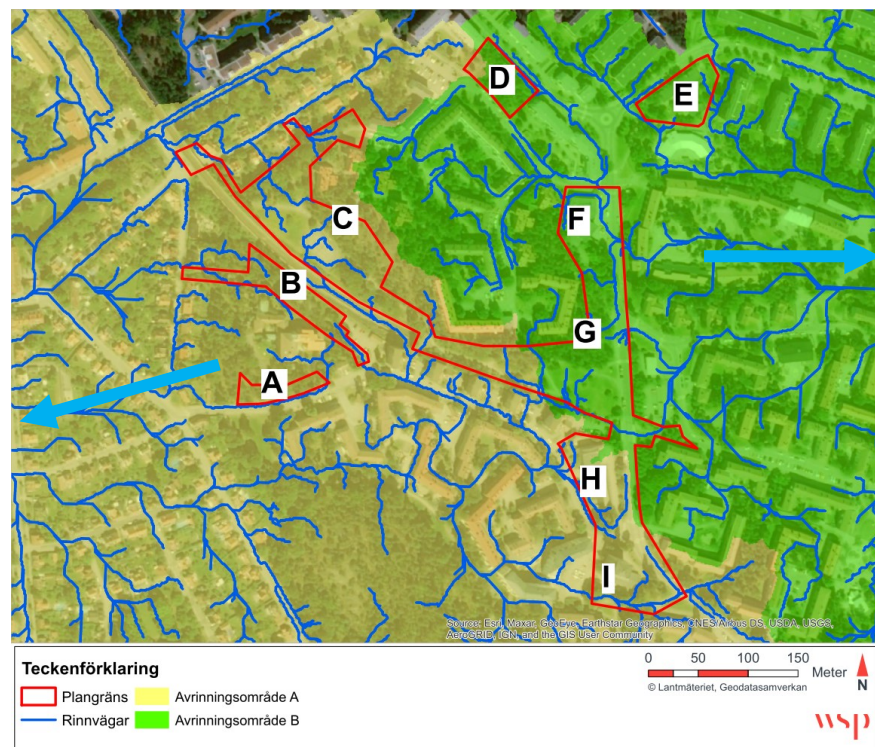 D
E
C
F
B
G
A
H
I
Source: Esri, Maxar, GeoEye, Earthstar Geographics, CNES/Airbus DS, USDA, USGS,
AeroGRID, IGN, and the GIS User Community
Teckenförklaring
Plangräns
Avrinningsområde A
Rinnvägar
Avrinningsområde B
0 50 100 150
Meter
© Lantmäteriet, Geodatasamverkan
N
wsp